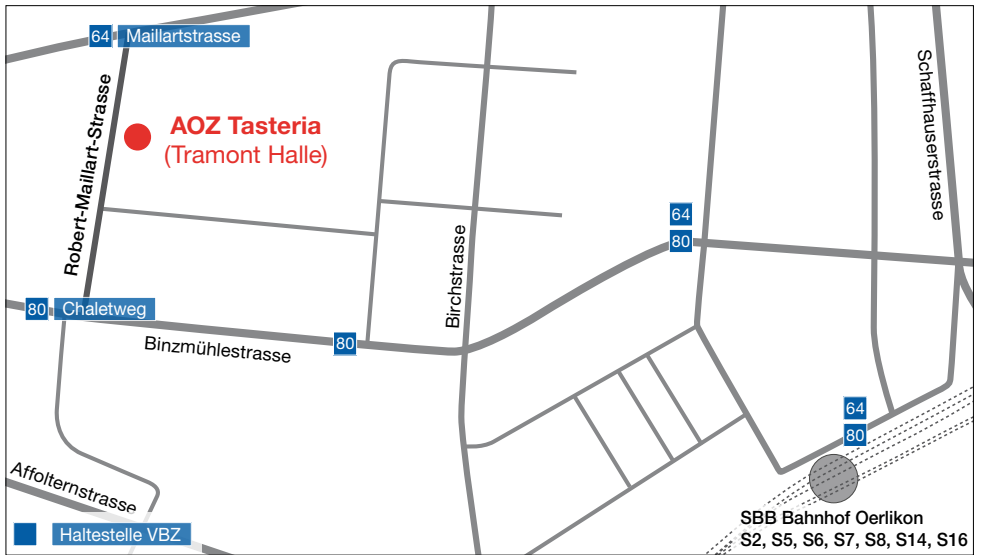 64 Maillartstrasse
Robert-Maillart-Strasse
AOZ Tasteria
(Tramont Halle)
Schaffhauserstrasse
64
80
Birchstrasse
80 Chaletweg
Binzmühlestrasse
80
64
80
Affolternstrasse
Haltestelle VBZ
SBB Bahnhof Oerlikon
S2, S5, S6, S7, S8, S14, S16